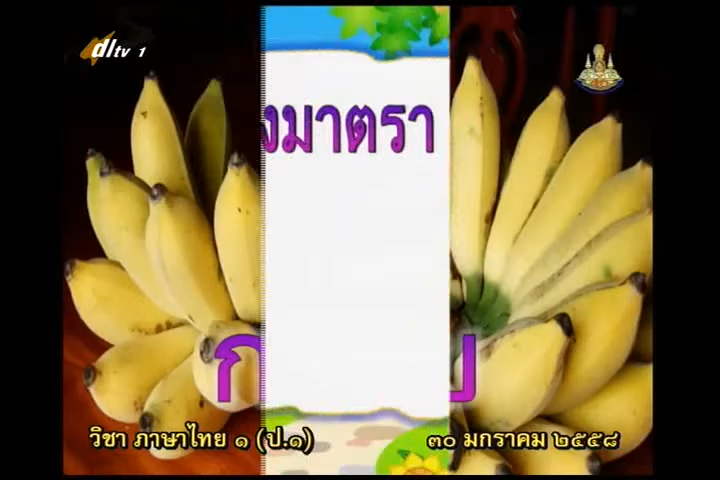 dltv 1
งมาตรา
วิชา ภาษาไทย ๑ (ป.๑)
๓๐ มกราคม ๒๕๕๘